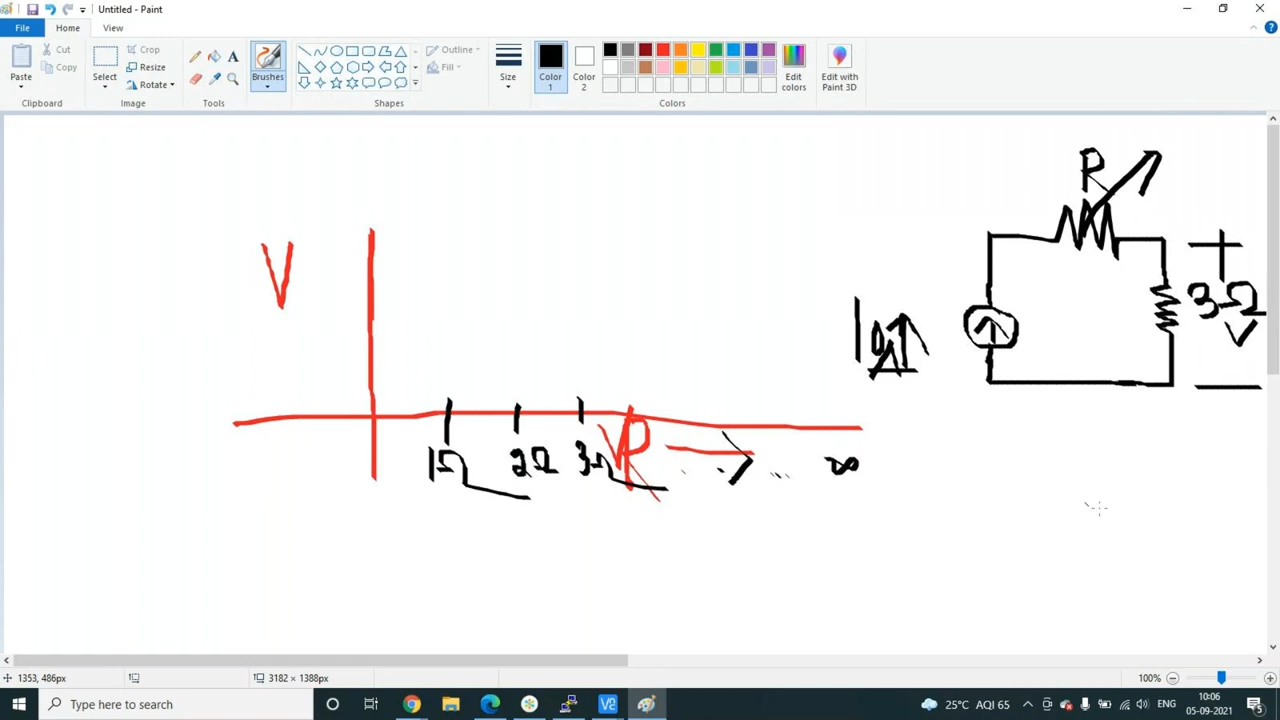 Untitled - Paint
File
Home
View
Paste
Cut
Copy
Clipboard
Select
Crop
Resize
Rotate
Image
A
Tools
Brushes
Shapes
Outline
Fill
Size
Color 1
Color 2
Edit colors
Edit with Paint 3D
Colors
V
R
+
3Ω
V
1Ω
2Ω
3Ω
R
∞
1353, 486px
3182 × 1388px
100%
Type here to search
25°C AQI 65
ENG
10:06
05-09-2021
5